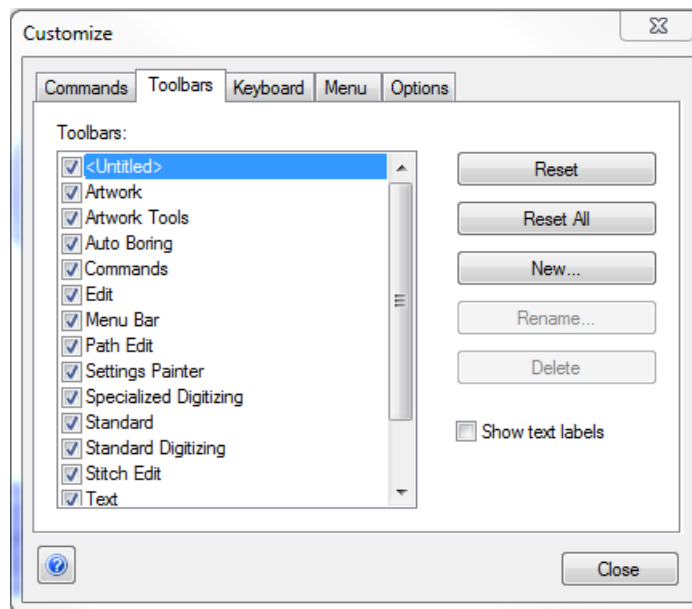 Customize
Commands Toolbars Keyboard Menu Options
Toolbars:
<Untitled>
Artwork
Artwork Tools
Auto Boring
Commands
Edit
Menu Bar
Path Edit
Settings Painter
Specialized Digitizing
Standard
Standard Digitizing
Stitch Edit
Text
Reset
Reset All
New...
Rename...
Delete
Show text labels
?
Close